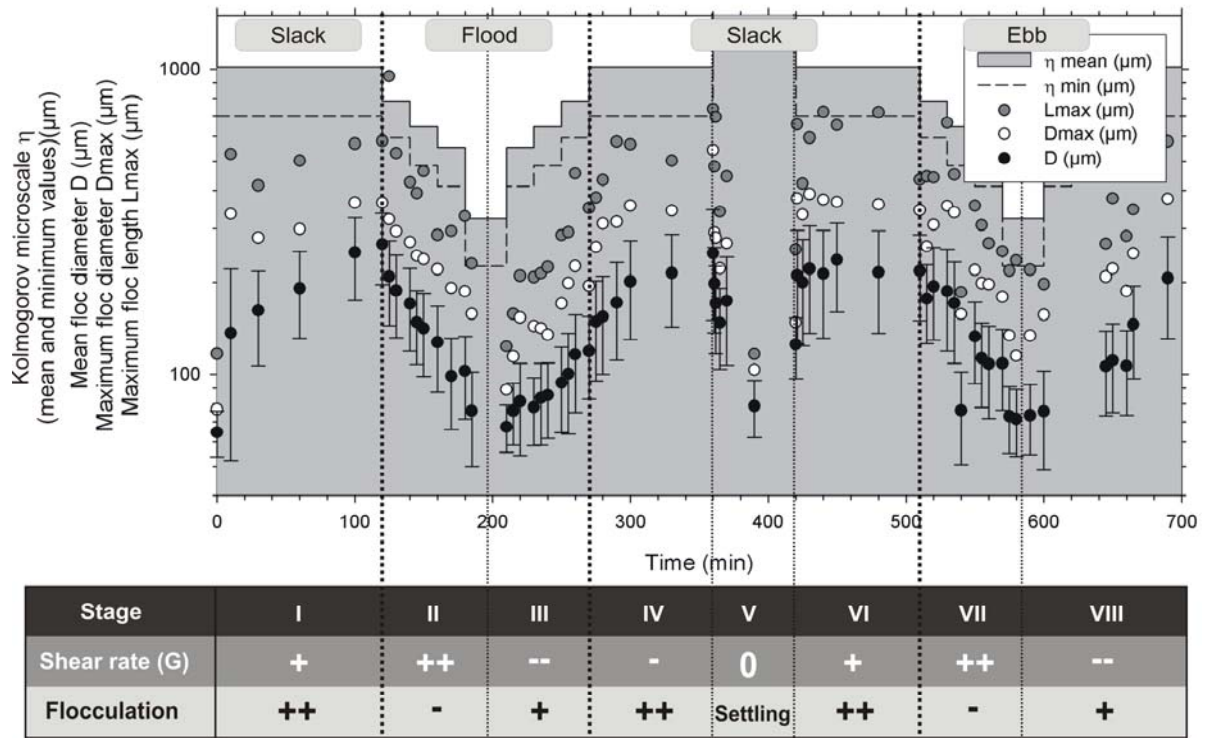 Slack
Flood
Slack
Ebb
Kolmogorov microscale η
(mean and minimum values)(µm)
Mean floc diameter D (µm)
Maximum floc diameter Dmax (µm)
Maximum floc length Lmax (µm)
1000
100
η mean (µm)
η min (µm)
Lmax (µm)
Dmax (µm)
D (µm)
0 100 200 300 400 500 600 700
Time (min)
Stage I II III IV V VI VII VIII
Shear rate (G) + ++ -- - 0 + ++ --
Flocculation ++ - + ++ Settling ++ - +